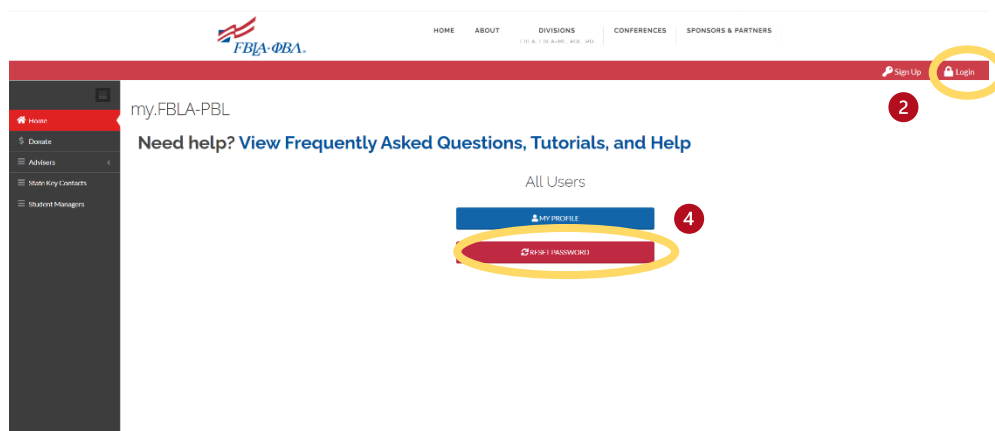 HOME ABOUT DIVISIONS CONFERENCES SPONSORS & PARTNERS
FBLA-ΦBΛ®
Sign Up Login
2
my.FBLA-PBL
Home
Donate
Need help? View Frequently Asked Questions, Tutorials, and Help
Advisers
State Key Contacts
All Users
Student Managers
MY PROFILE
4
RESET PASSWORD